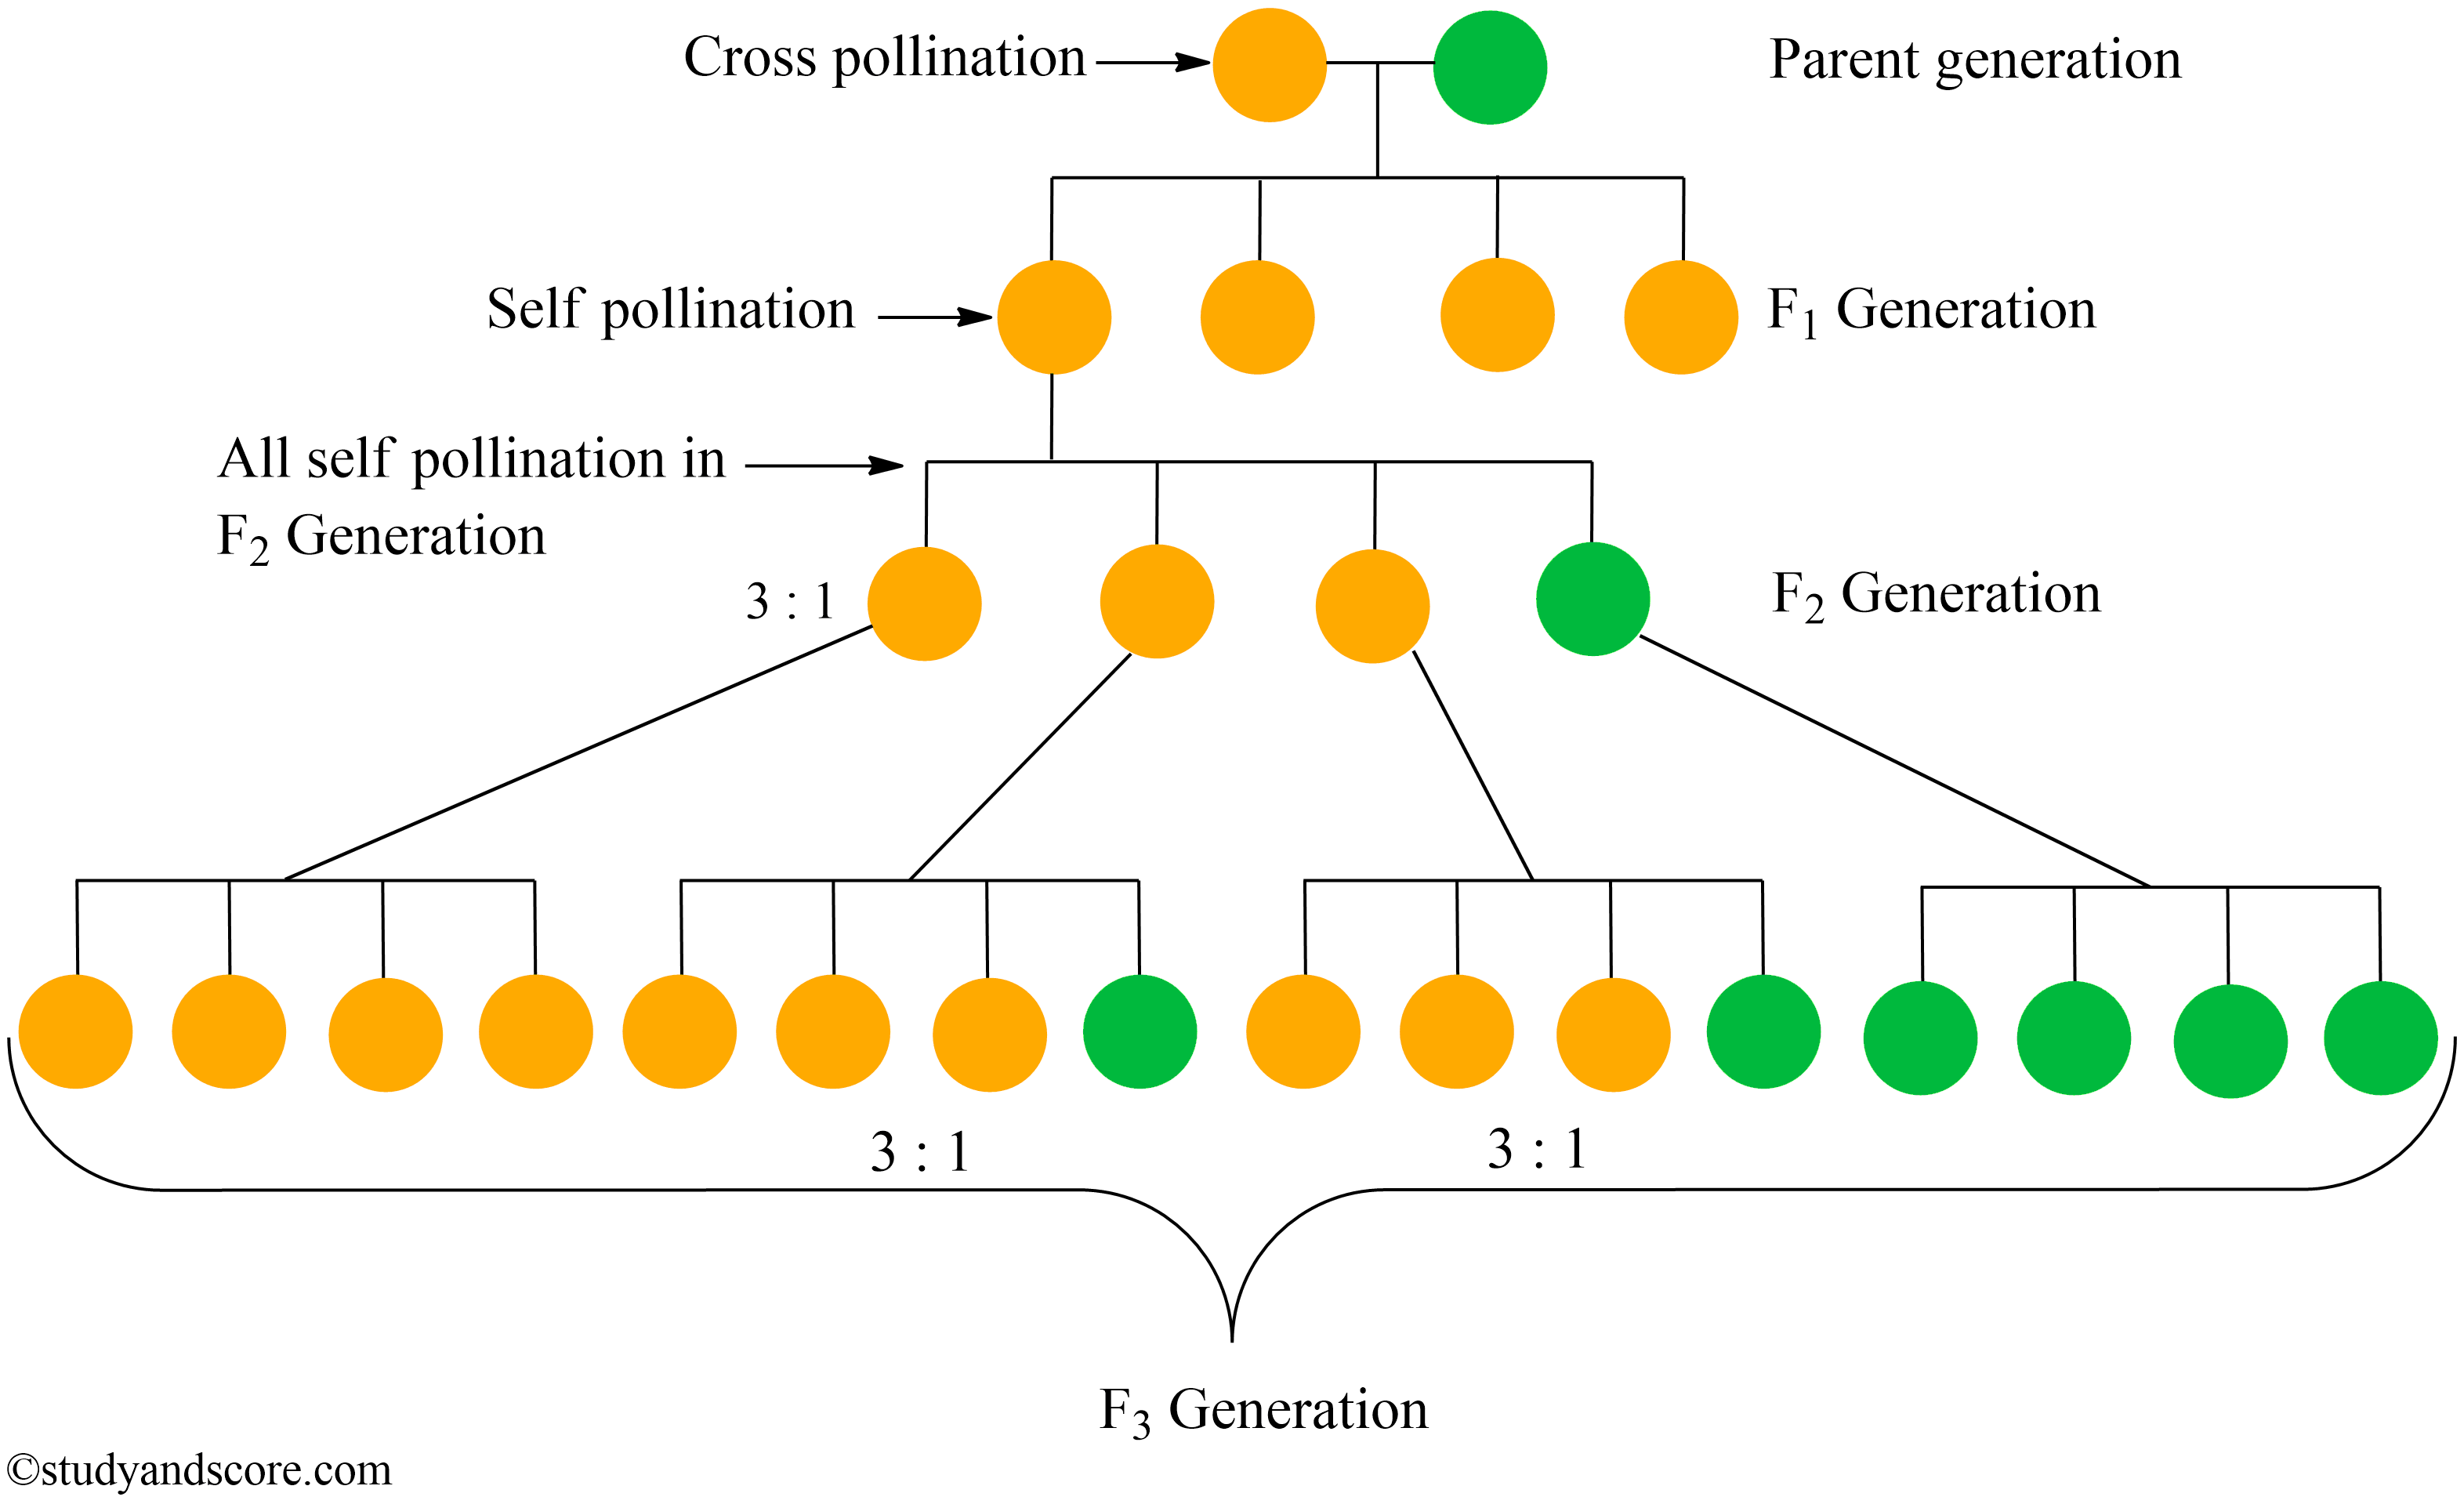 Cross pollination
Parent generation
Self pollination
F1 Generation
All self pollination in
F2 Generation
3 : 1
F2 Generation
3 : 1
3 : 1
F3 Generation
©studyandscore.com